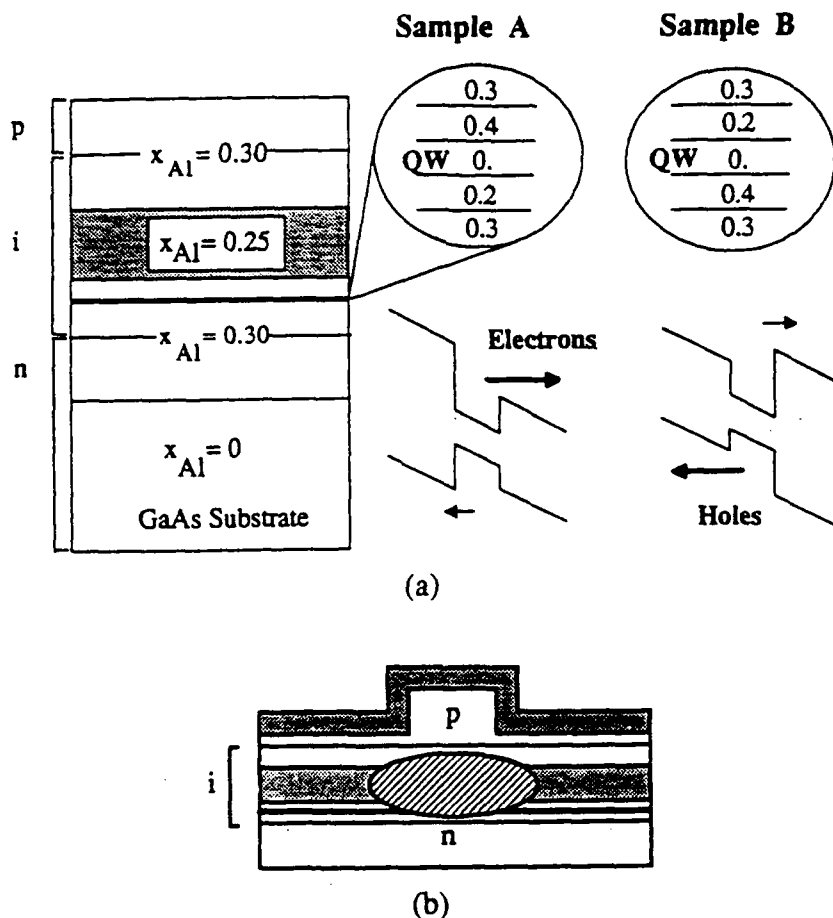 Sample A
Sample B
p
i
n
x_Al = 0.30
x_Al = 0.25
x_Al = 0.30
x_Al = 0
GaAs Substrate
0.3
0.4
QW 0.
0.2
0.3
0.3
0.2
QW 0.
0.4
0.3
Electrons
Holes
(a)
p
i
n
(b)